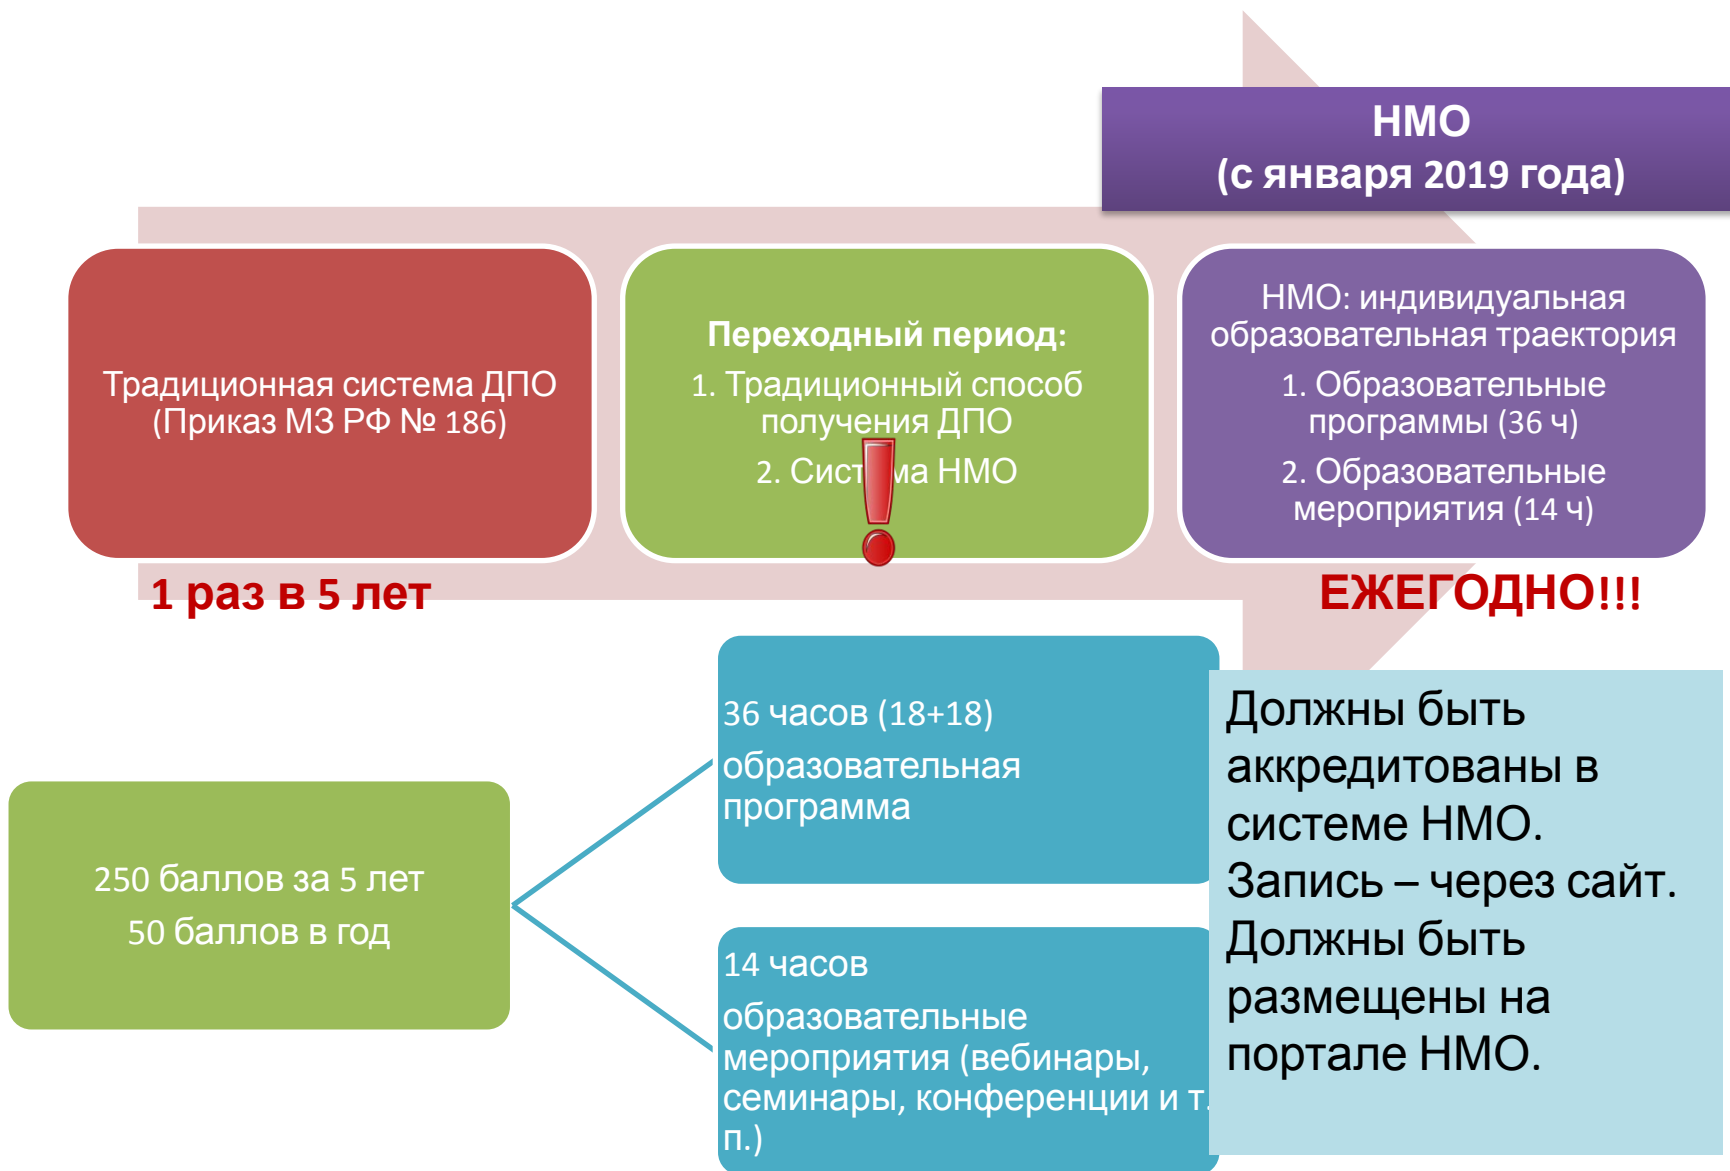 НМО
(с января 2019 года)
Традиционная система ДПО
(Приказ МЗ РФ № 186)
Переходный период:
1. Традиционный способ
получения ДПО
2. Система НМО
НМО: индивидуальная
образовательная траектория
1. Образовательные
программы (36 ч)
2. Образовательные
мероприятия (14 ч)
1 раз в 5 лет
ЕЖЕГОДНО!!!
250 баллов за 5 лет
50 баллов в год
36 часов (18+18)
образовательная
программа
14 часов
образовательные
мероприятия (вебинары,
семинары, конференции и т.
п.)
Должны быть
аккредитованы в
системе НМО.
Запись – через сайт.
Должны быть
размещены на
портале НМО.